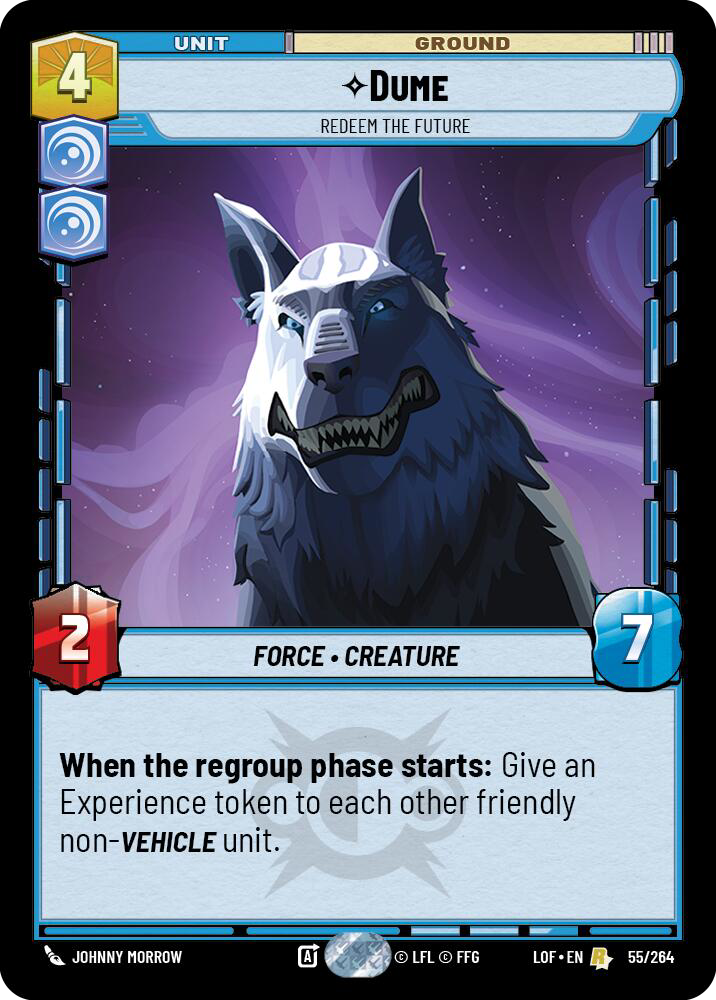 UNIT
GROUND
4
DUME
REDEEM THE FUTURE
2
FORCE • CREATURE
7
When the regroup phase starts: Give an
Experience token to each other friendly
non-VEHICLE unit.
JOHNNY MORROW
A
© LFL © FFG
LOF • EN
R
55/264